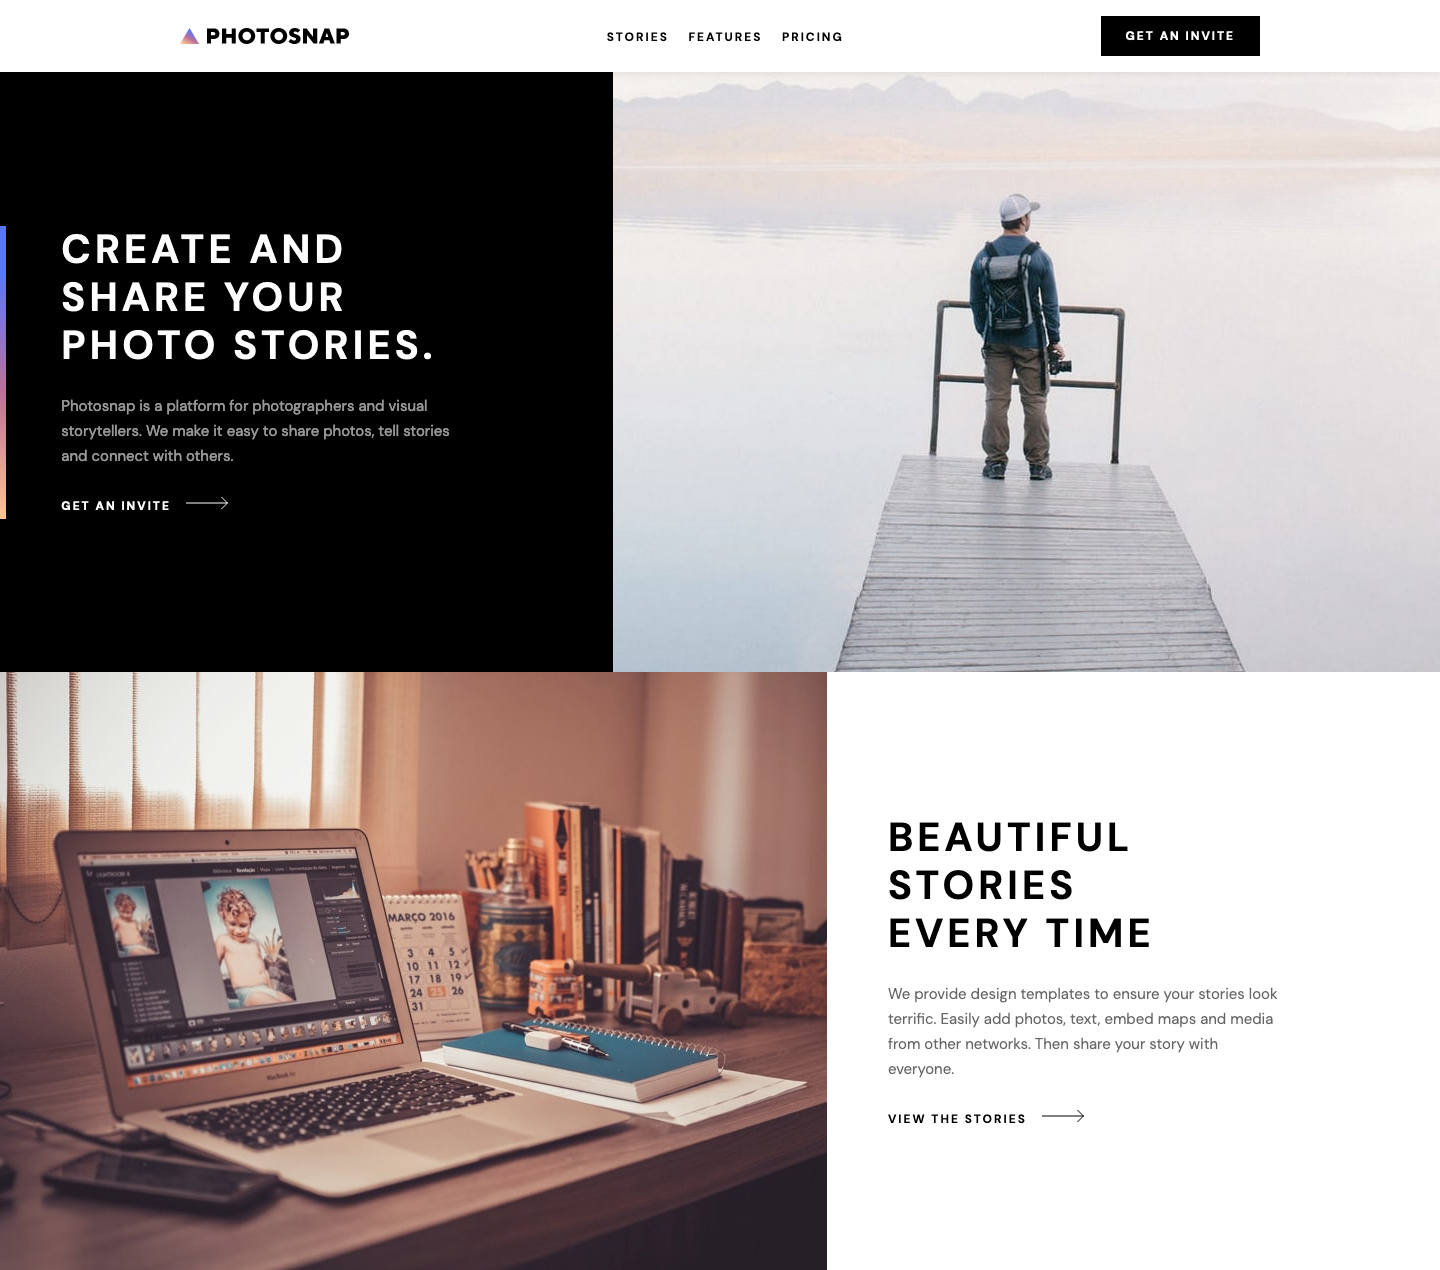 PHOTOSNAP
STORIES FEATURES PRICING
GET AN INVITE
CREATE AND
SHARE YOUR
PHOTO STORIES.
Photosnap is a platform for photographers and visual
storytellers. We make it easy to share photos, tell stories
and connect with others.
GET AN INVITE
MARÇO 2016
3 4 5
10 11 12
17 18 19
24 25 26
31
BEAUTIFUL
STORIES
EVERY TIME
We provide design templates to ensure your stories look
terrific. Easily add photos, text, embed maps and media
from other networks. Then share your story with
everyone.
VIEW THE STORIES